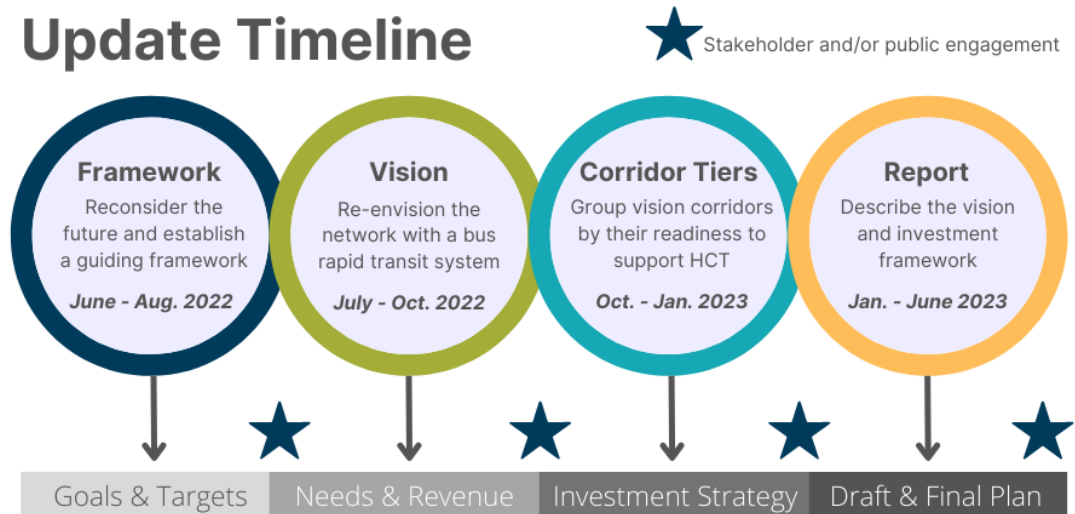 Update Timeline
Stakeholder and/or public engagement
Framework
Reconsider the
future and establish
a guiding framework
June - Aug. 2022
Vision
Re-envision the
network with a bus
rapid transit system
July - Oct. 2022
Corridor Tiers
Group vision corridors
by their readiness to
support HCT
Oct. - Jan. 2023
Report
Describe the vision
and investment
framework
Jan. - June 2023
Goals & Targets
Needs & Revenue
Investment Strategy
Draft & Final Plan